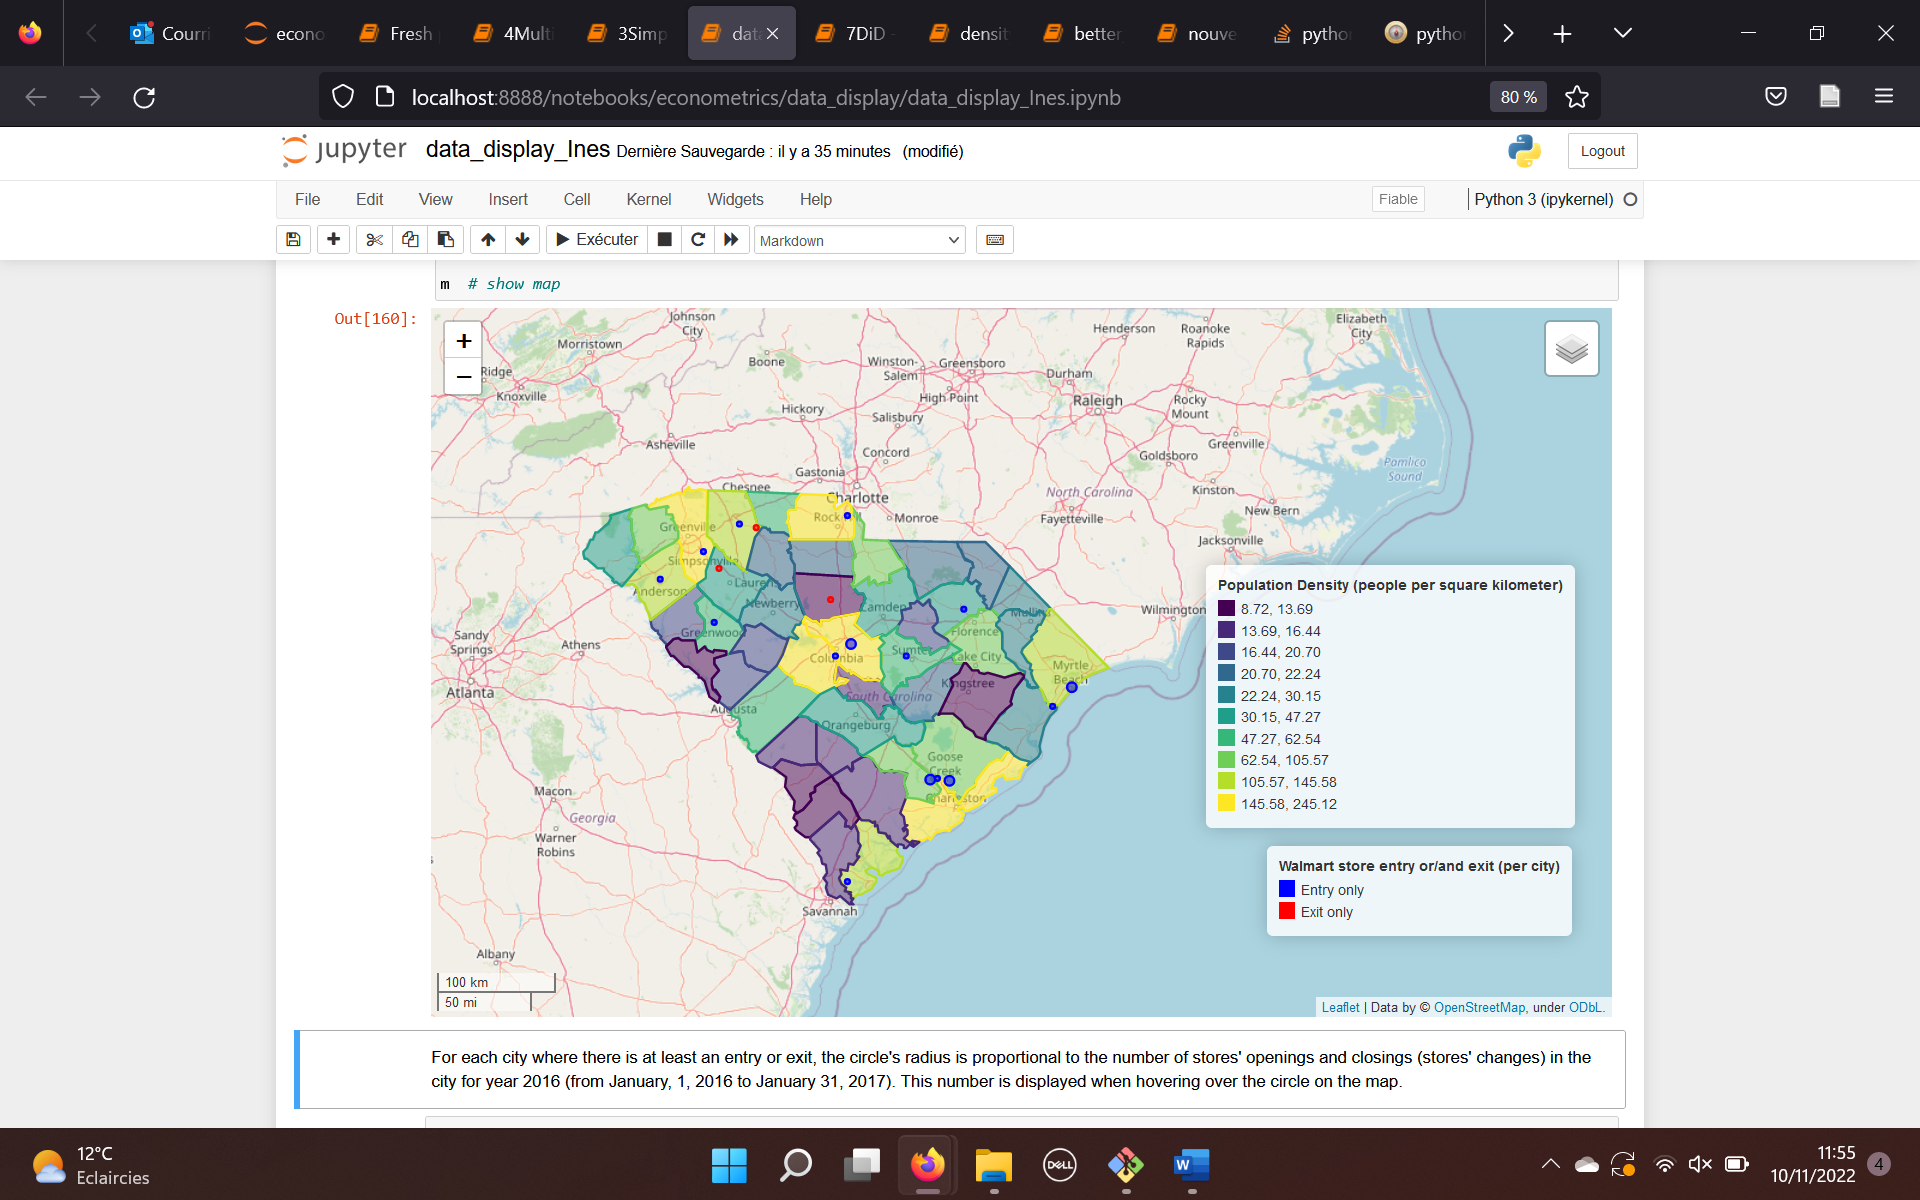 Courri
econo
Fresh
4Multi
3Simp
dat
7DiD -
densit
better
nouve
pytho
pytho
localhost:8888/notebooks/econometrics/data_display/data_display_Ines.ipynb
80 %
jupyter data_display_Ines Dernière Sauvegarde : il y a 35 minutes (modifié)
Logout
File Edit View Insert Cell Kernel Widgets Help
Fiable
Python 3 (ipykernel)
Exécuter
Markdown
m # show map
Out[160]:
+
−
Johnson City
Morristown
Ridge
Knoxville
Boone
Winston-Salem
Greensboro
Henderson
Roanoke Rapids
Elizabeth City
Durham
Raleigh
Rocky Mount
High Point
Hickory
Salisbury
Asheville
Greenville
Concord
Goldsboro
Pamlico Sound
Gastonia
Chesnee
Charlotte
North Carolina
Kinston
Rock
Monroe
Fayetteville
New Bern
Greenville
Jacksonville
Simpsonville
Laurens
Anderson
Newberry
Camden
Mullins
Wilmington
Greenwood
Florence
Sandy Springs
Athens
Columbia
Sumter
Lake City
Myrtle Beach
Kingstree
Atlanta
South Carolina
Augusta
Orangeburg
Goose Creek
Charleston
Macon
Georgia
Warner Robins
Savannah
Albany
100 km
50 mi
Population Density (people per square kilometer)
8.72, 13.69
13.69, 16.44
16.44, 20.70
20.70, 22.24
22.24, 30.15
30.15, 47.27
47.27, 62.54
62.54, 105.57
105.57, 145.58
145.58, 245.12
Walmart store entry or/and exit (per city)
Entry only
Exit only
Leaflet | Data by © OpenStreetMap, under ODbL.
For each city where there is at least an entry or exit, the circle's radius is proportional to the number of stores' openings and closings (stores' changes) in the
city for year 2016 (from January, 1, 2016 to January 31, 2017). This number is displayed when hovering over the circle on the map.
12°C
Eclaircies
DELL
W
11:55
10/11/2022
4